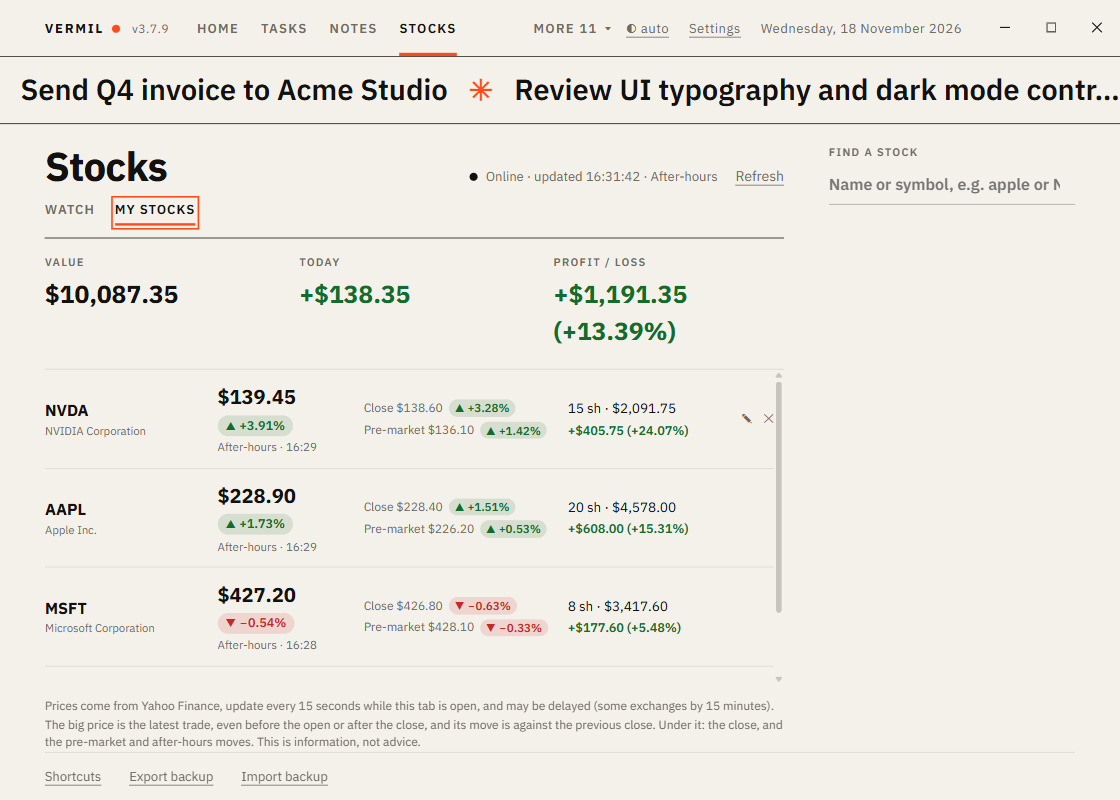 VERMIL v3.7.9 HOME TASKS NOTES STOCKS MORE 11 auto Settings Wednesday, 18 November 2026
Send Q4 invoice to Acme Studio ✳ Review UI typography and dark mode contr...
Stocks
Online · updated 16:31:42 · After-hours Refresh
WATCH MY STOCKS
FIND A STOCK
Name or symbol, e.g. apple or
VALUE TODAY PROFIT / LOSS
$10,087.35 +$138.35 +$1,191.35
(+13.39%)
NVDA
NVIDIA Corporation
$139.45
▲ +3.91%
After-hours · 16:29
Close $138.60 ▲ +3.28%
Pre-market $136.10 ▲ +1.42%
15 sh · $2,091.75
+$405.75 (+24.07%)
AAPL
Apple Inc.
$228.90
▲ +1.73%
After-hours · 16:29
Close $228.40 ▲ +1.51%
Pre-market $226.20 ▲ +0.53%
20 sh · $4,578.00
+$608.00 (+15.31%)
MSFT
Microsoft Corporation
$427.20
▼ −0.54%
After-hours · 16:28
Close $426.80 ▼ −0.63%
Pre-market $428.10 ▼ −0.33%
8 sh · $3,417.60
+$177.60 (+5.48%)
Prices come from Yahoo Finance, update every 15 seconds while this tab is open, and may be delayed (some exchanges by 15 minutes).
The big price is the latest trade, even before the open or after the close, and its move is against the previous close. Under it: the close, and
the pre-market and after-hours moves. This is information, not advice.
Shortcuts Export backup Import backup